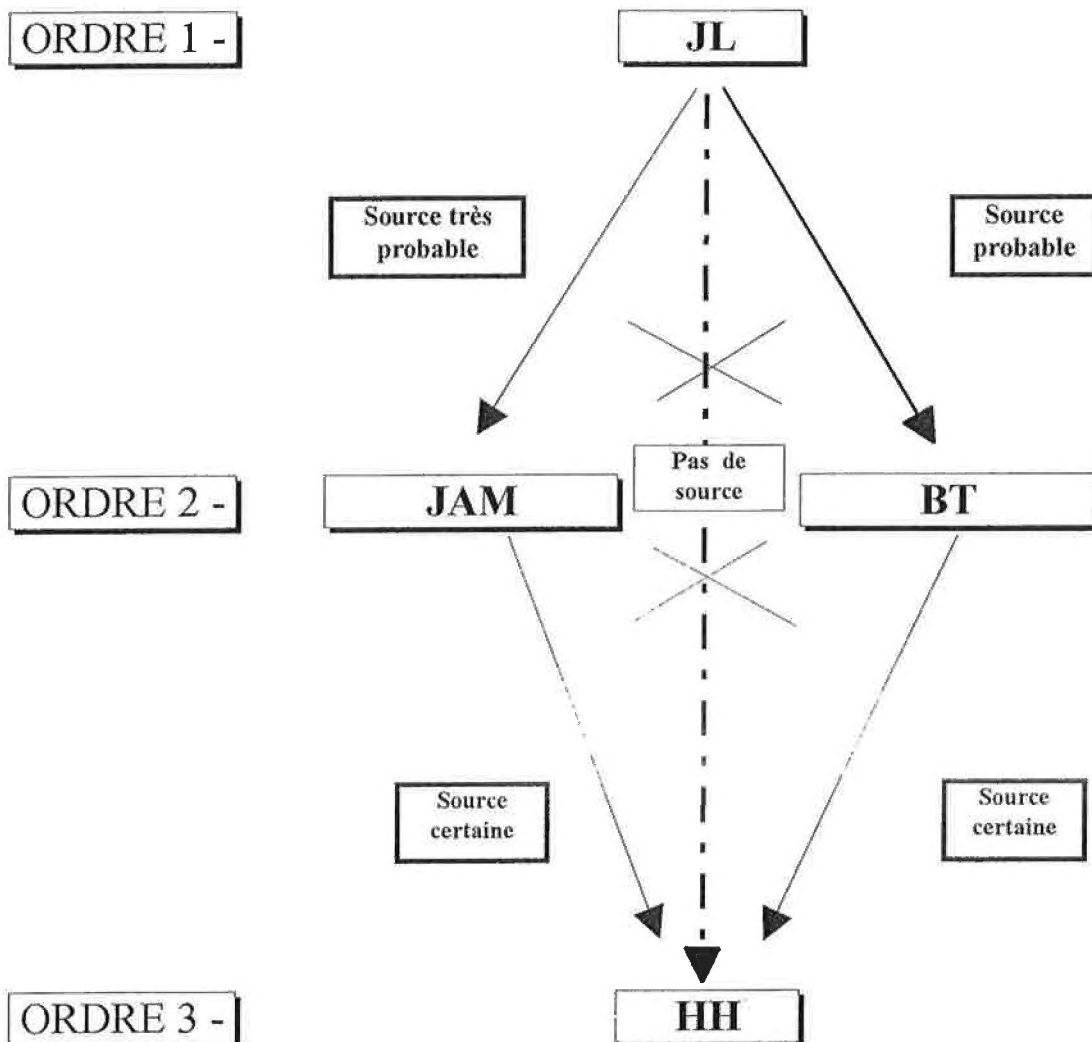 ORDRE 1 -
JL
Source très
probable
Source
probable
Pas de
source
ORDRE 2 -
JAM
BT
Source
certaine
Source
certaine
ORDRE 3 -
HH